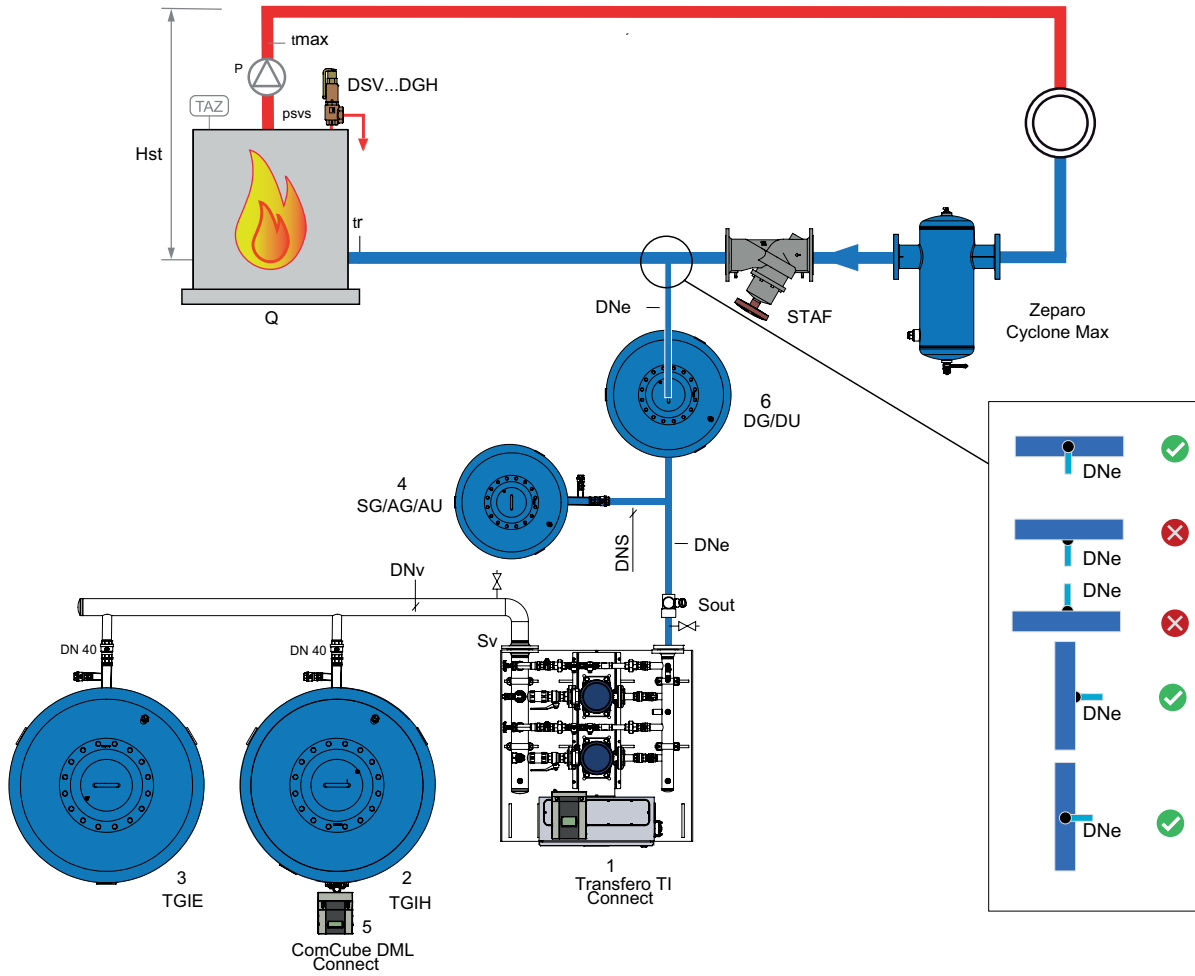 tmax
P
DSV...DGH
TAZ
psvs
Hst
tr
Q
DNe
STAF
Zeparo
Cyclone Max
6
DG/DU
4
SG/AG/AU
DNS
DNe
DNv
Sout
Sv
DN 40
DN 40
1
Transfero TI
Connect
3
TGIE
2
TGIH
5
ComCube DML
Connect
DNe
DNe
DNe
DNe
DNe